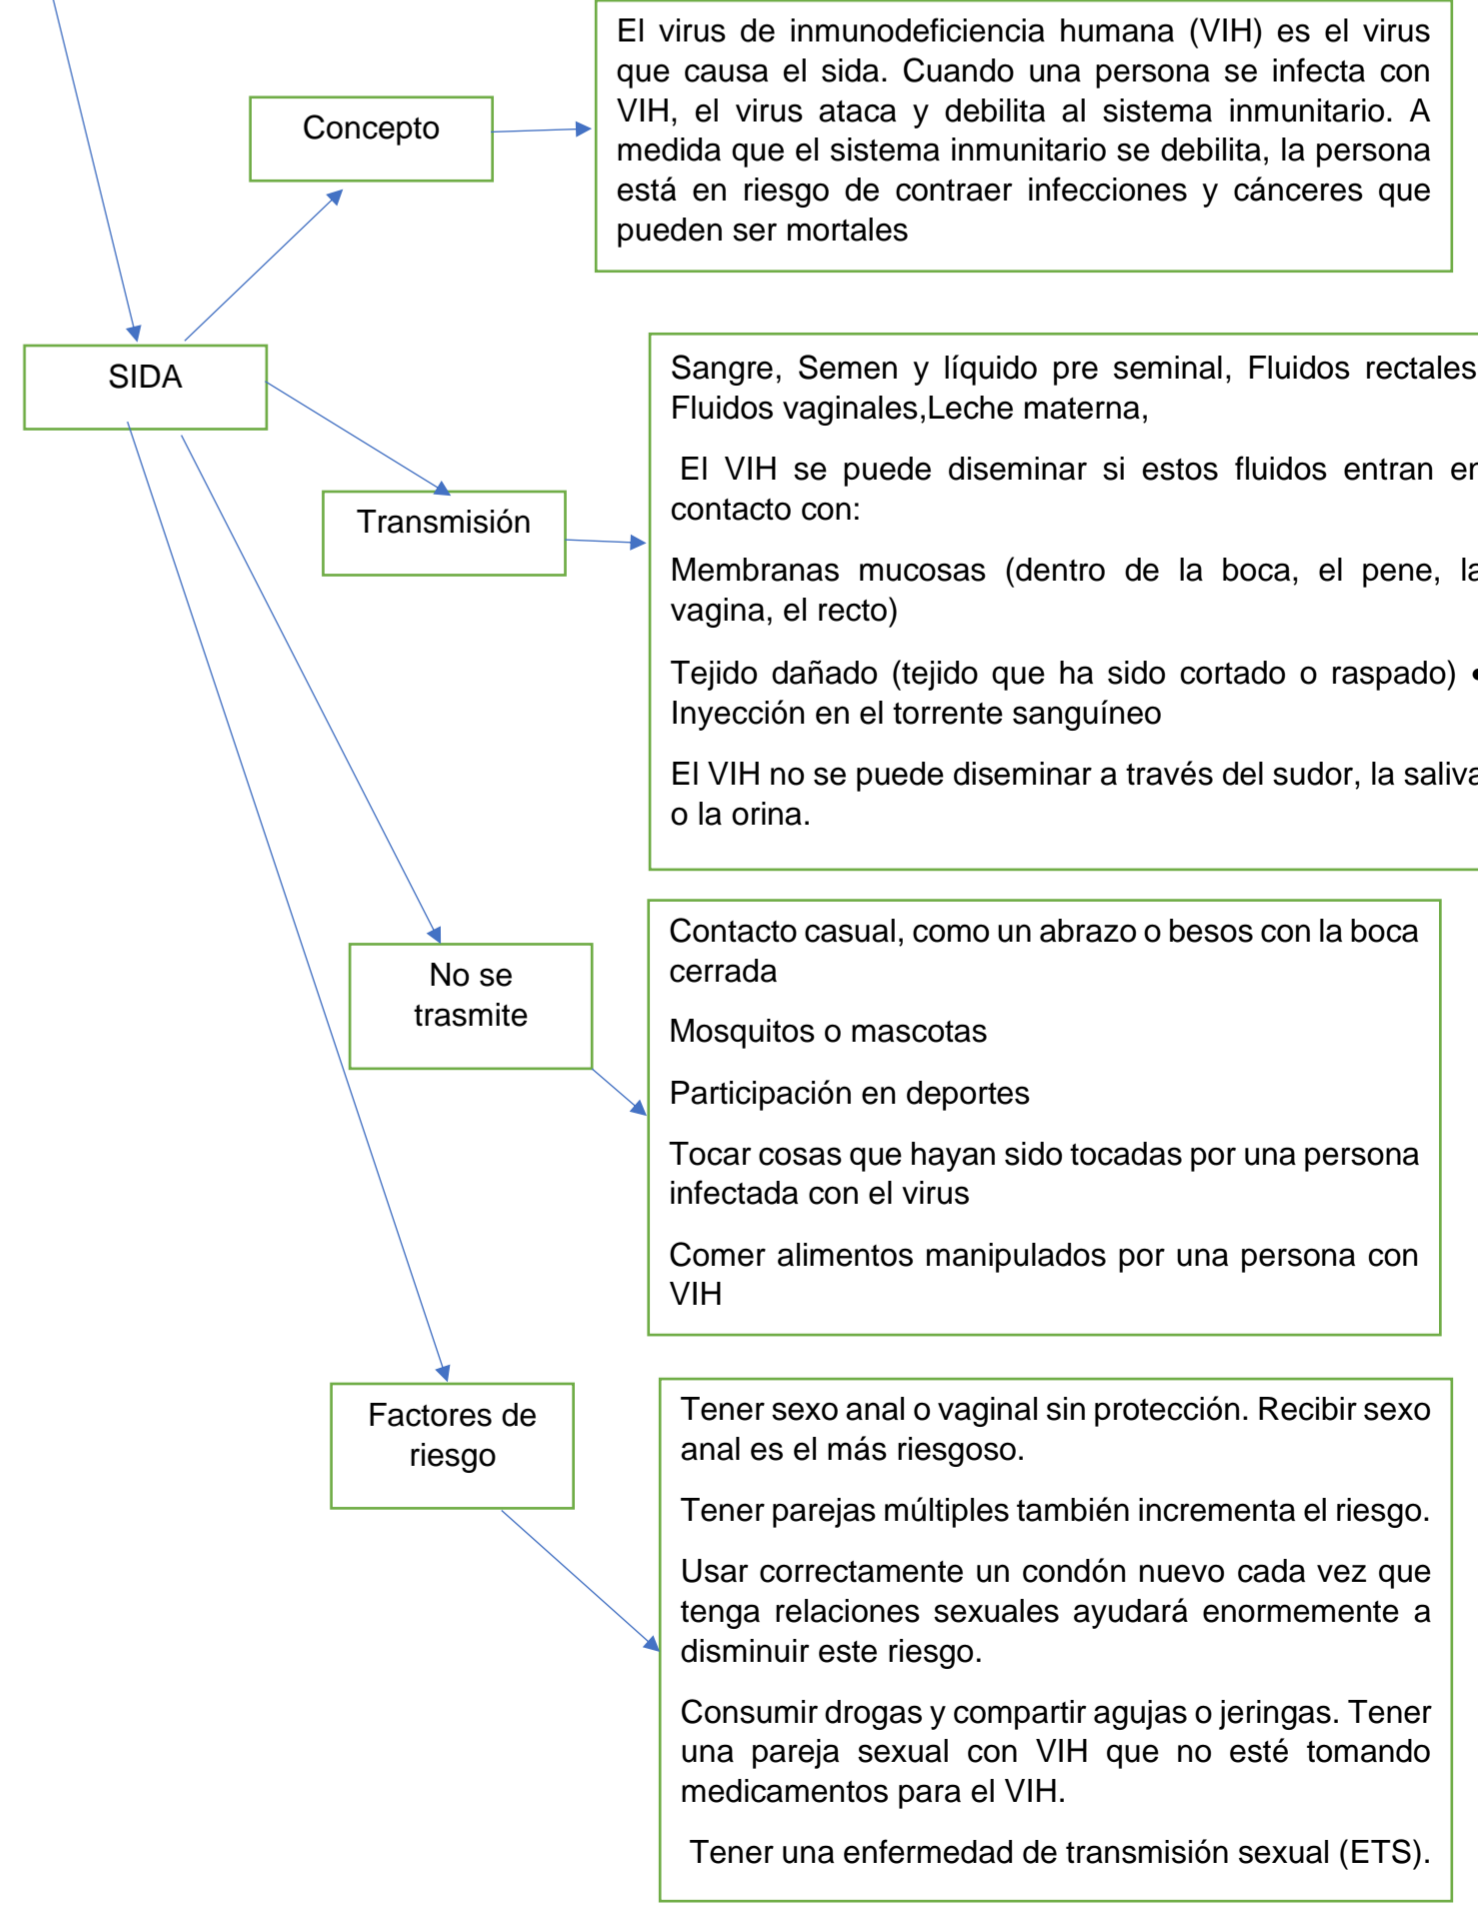 El virus de inmunodeficiencia humana (VIH) es el virus
que causa el sida. Cuando una persona se infecta con
VIH, el virus ataca y debilita al sistema inmunitario. A
medida que el sistema inmunitario se debilita, la persona
está en riesgo de contraer infecciones y cánceres que
pueden ser mortales
Concepto
SIDA
Sangre, Semen y líquido pre seminal, Fluidos rectales
Fluidos vaginales,Leche materna,
El VIH se puede diseminar si estos fluidos entran en
contacto con:
Membranas mucosas (dentro de la boca, el pene, la
vagina, el recto)
Tejido dañado (tejido que ha sido cortado o raspado) •
Inyección en el torrente sanguíneo
El VIH no se puede diseminar a través del sudor, la saliva
o la orina.
Transmisión
No se
trasmite
Contacto casual, como un abrazo o besos con la boca
cerrada
Mosquitos o mascotas
Participación en deportes
Tocar cosas que hayan sido tocadas por una persona
infectada con el virus
Comer alimentos manipulados por una persona con
VIH
Factores de
riesgo
Tener sexo anal o vaginal sin protección. Recibir sexo
anal es el más riesgoso.
Tener parejas múltiples también incrementa el riesgo.
Usar correctamente un condón nuevo cada vez que
tenga relaciones sexuales ayudará enormemente a
disminuir este riesgo.
Consumir drogas y compartir agujas o jeringas. Tener
una pareja sexual con VIH que no esté tomando
medicamentos para el VIH.
Tener una enfermedad de transmisión sexual (ETS).